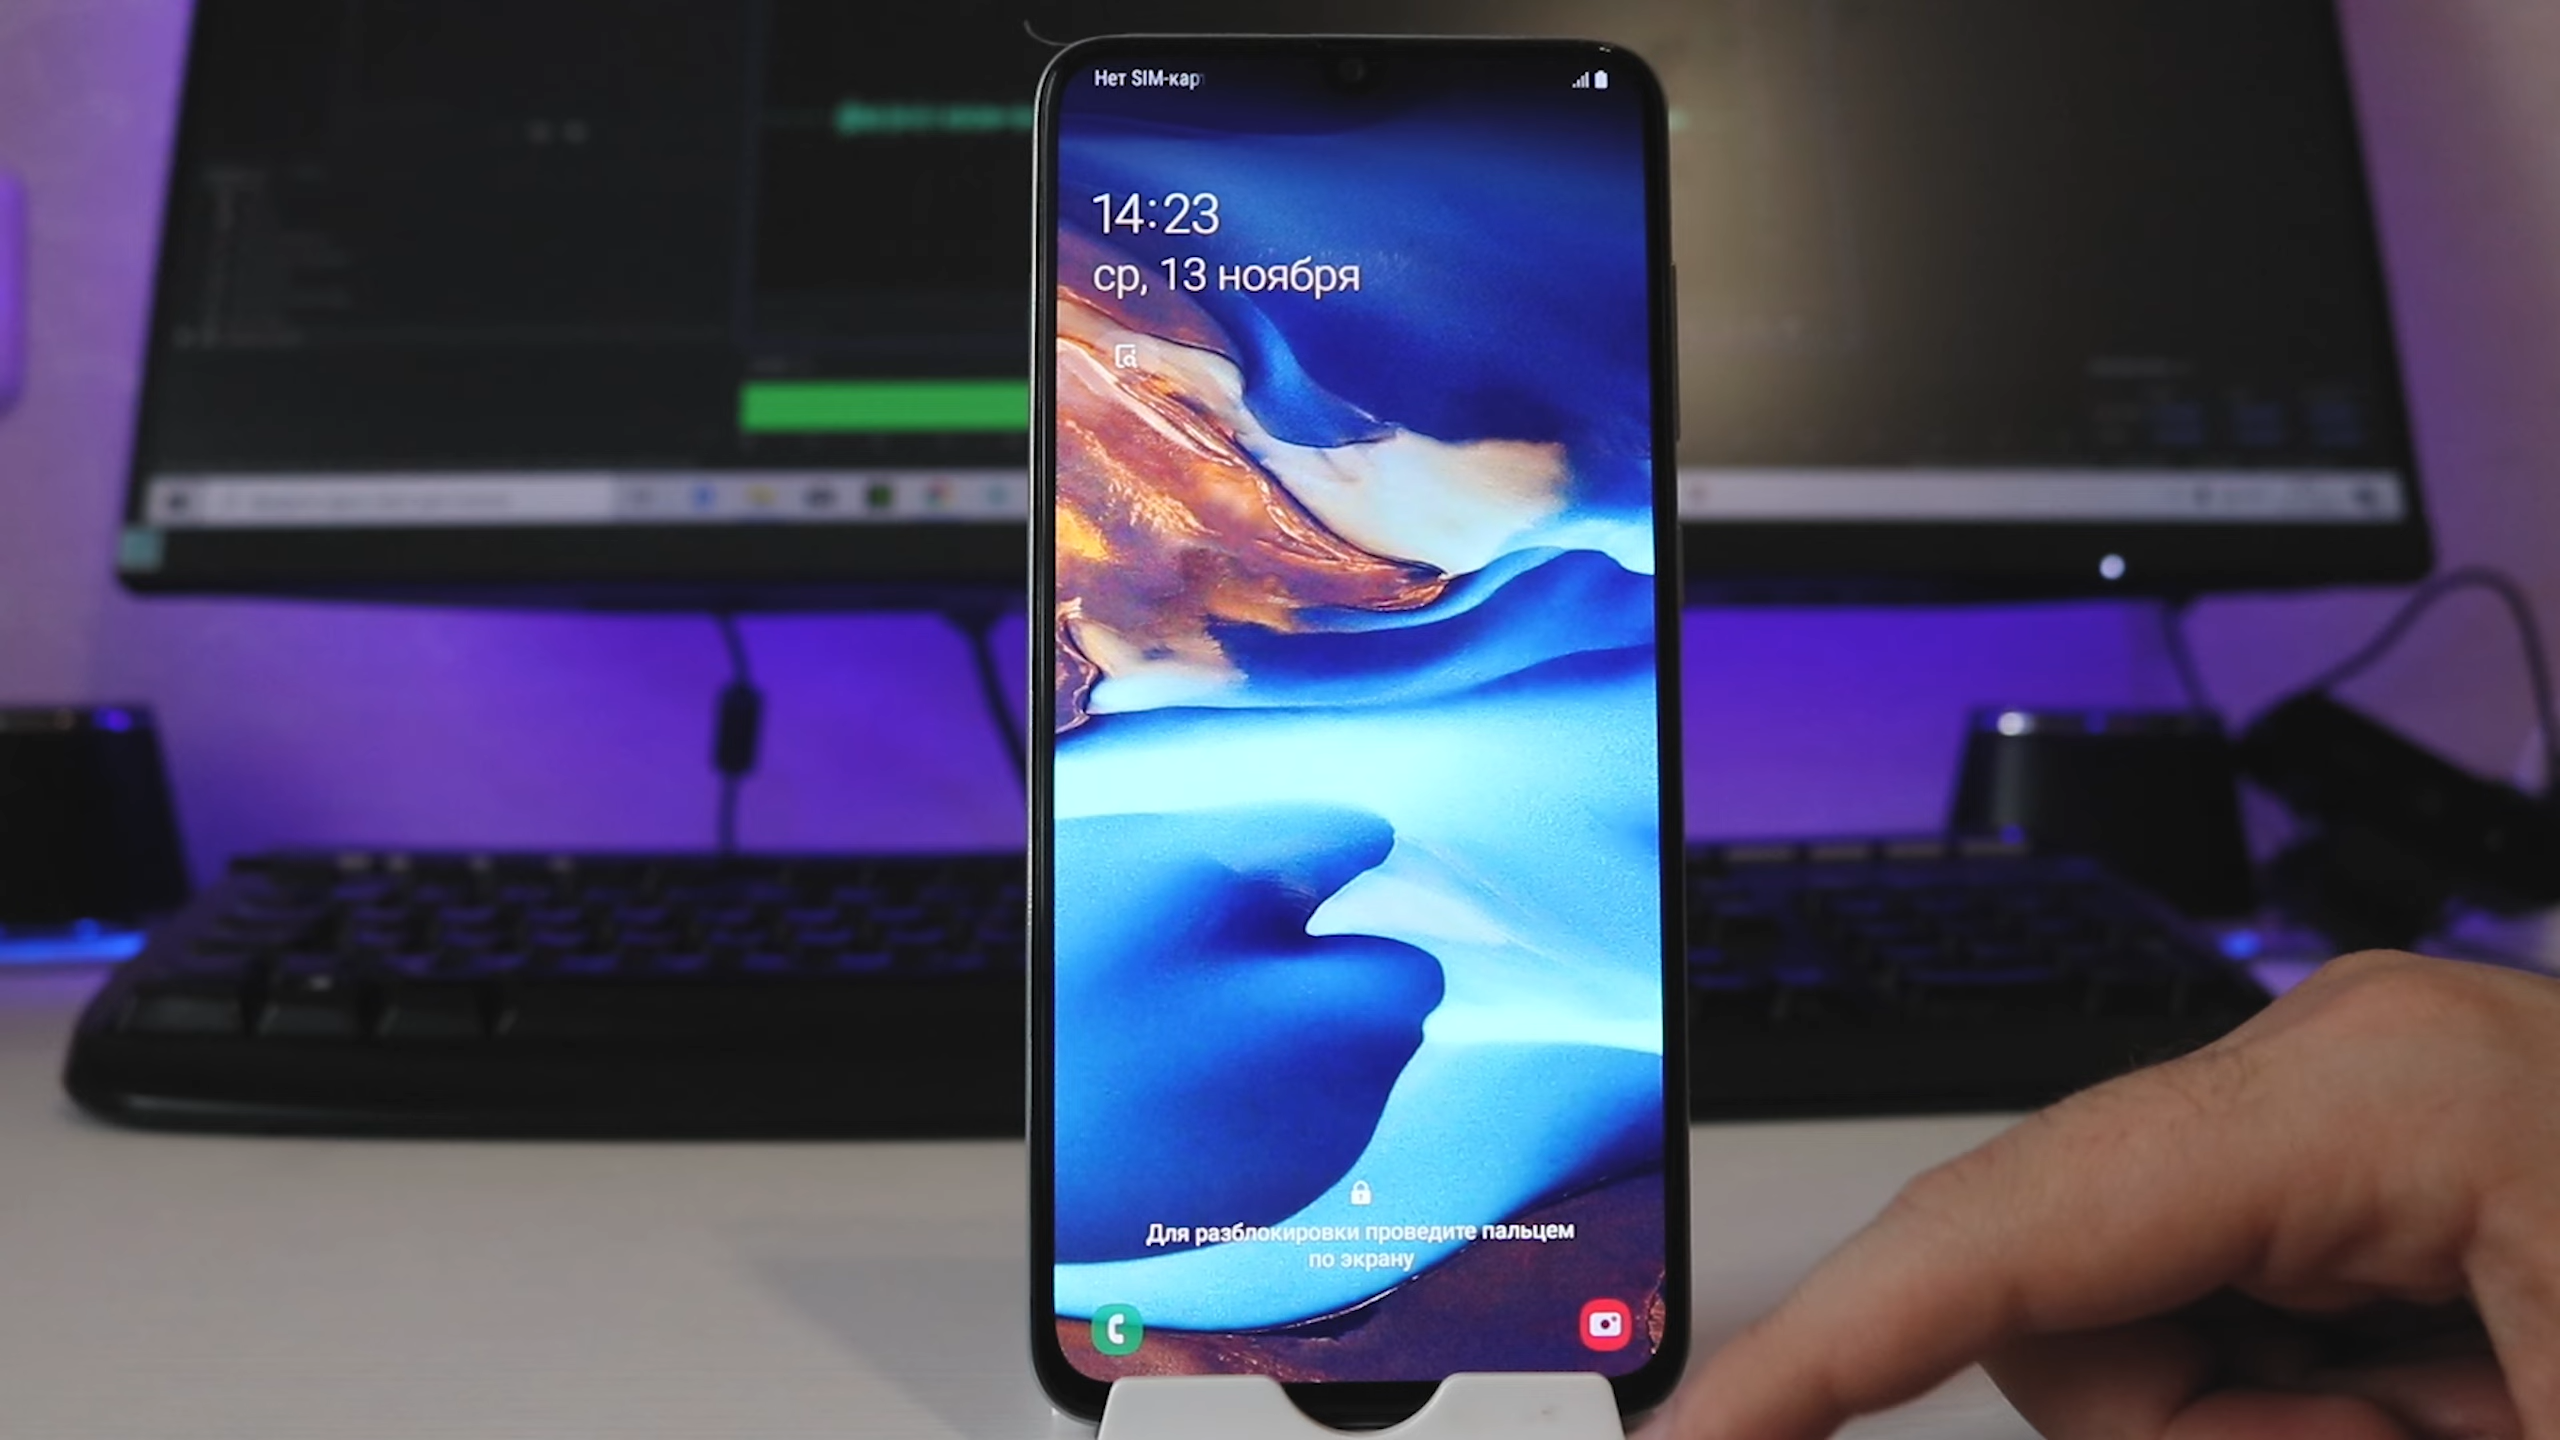 Нет SIM-кар
14:23
ср, 13 ноября
Для разблокировки проведите пальцем
по экрану